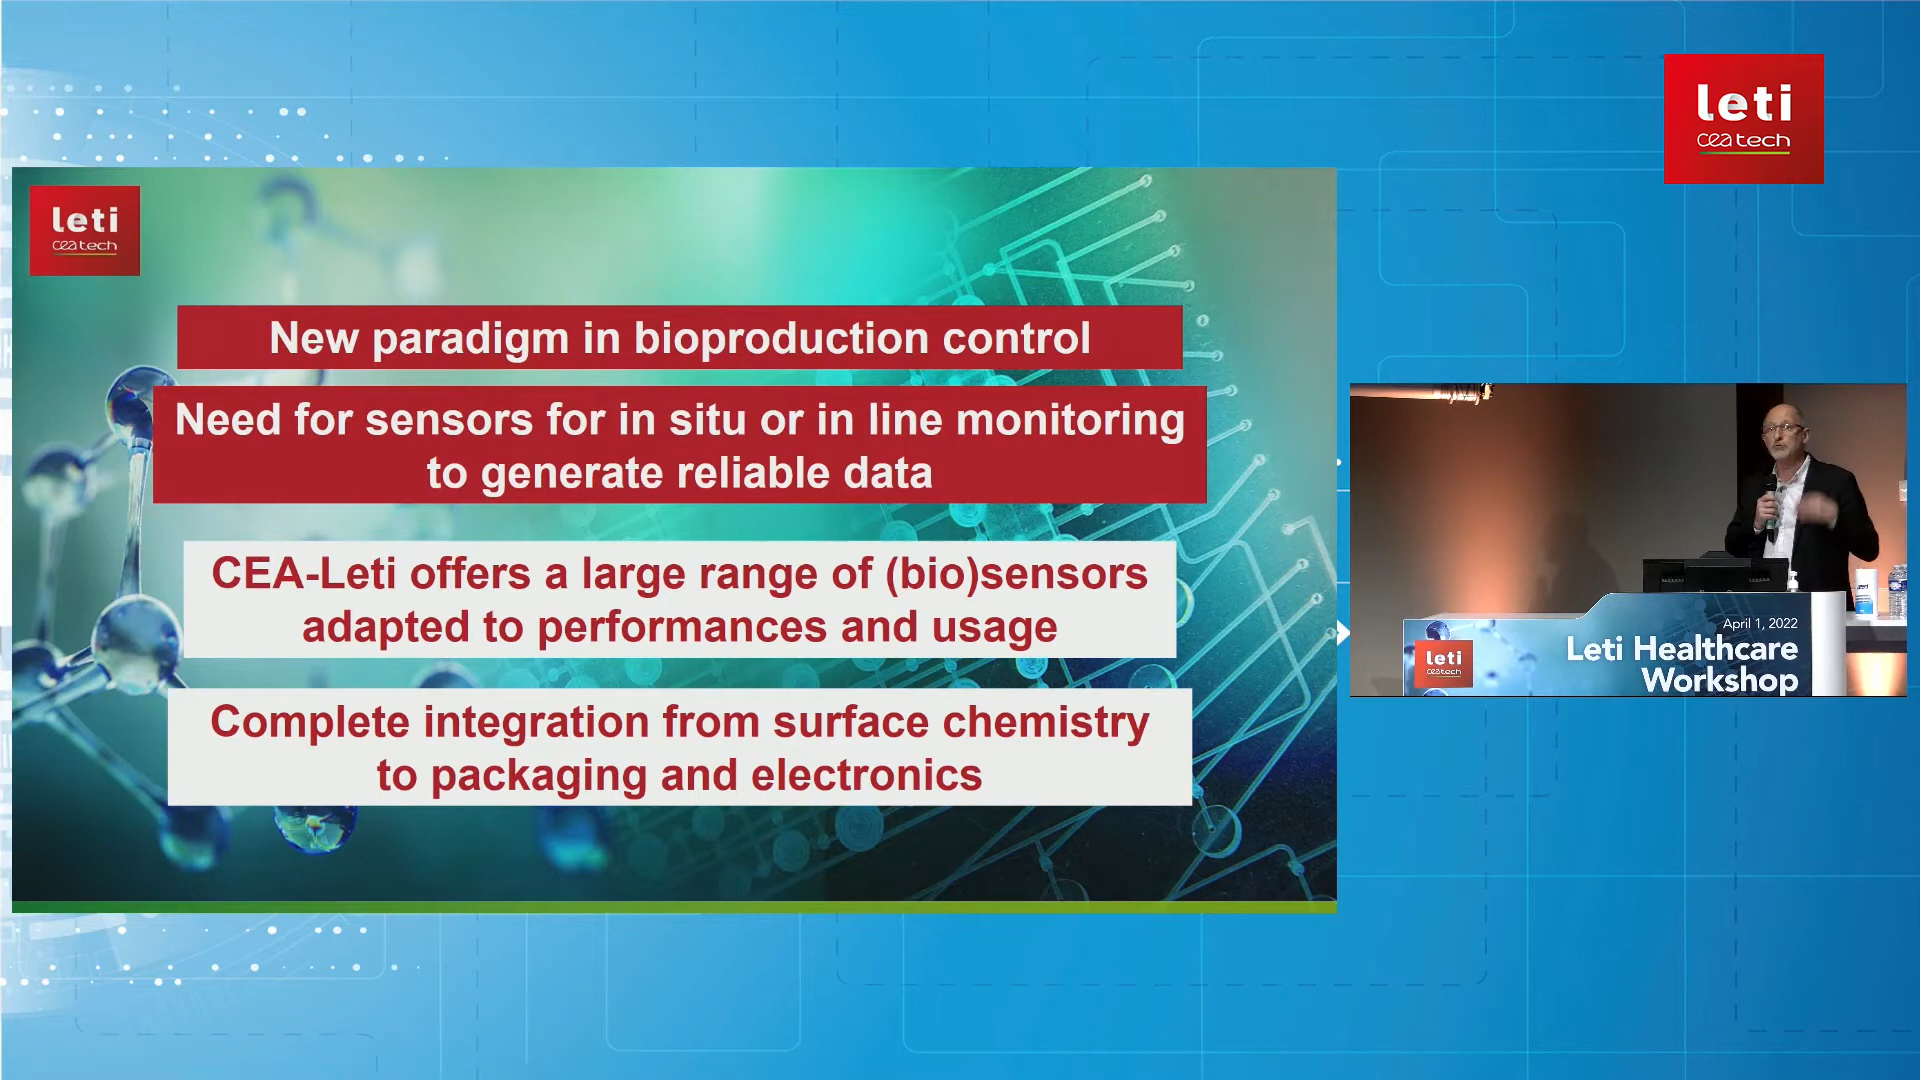 leti
cea tech
leti
cea tech
New paradigm in bioproduction control
Need for sensors for in situ or in line monitoring
to generate reliable data
CEA-Leti offers a large range of (bio)sensors
adapted to performances and usage
Complete integration from surface chemistry
to packaging and electronics
April 1, 2022
leti
cea tech
Leti Healthcare
Workshop